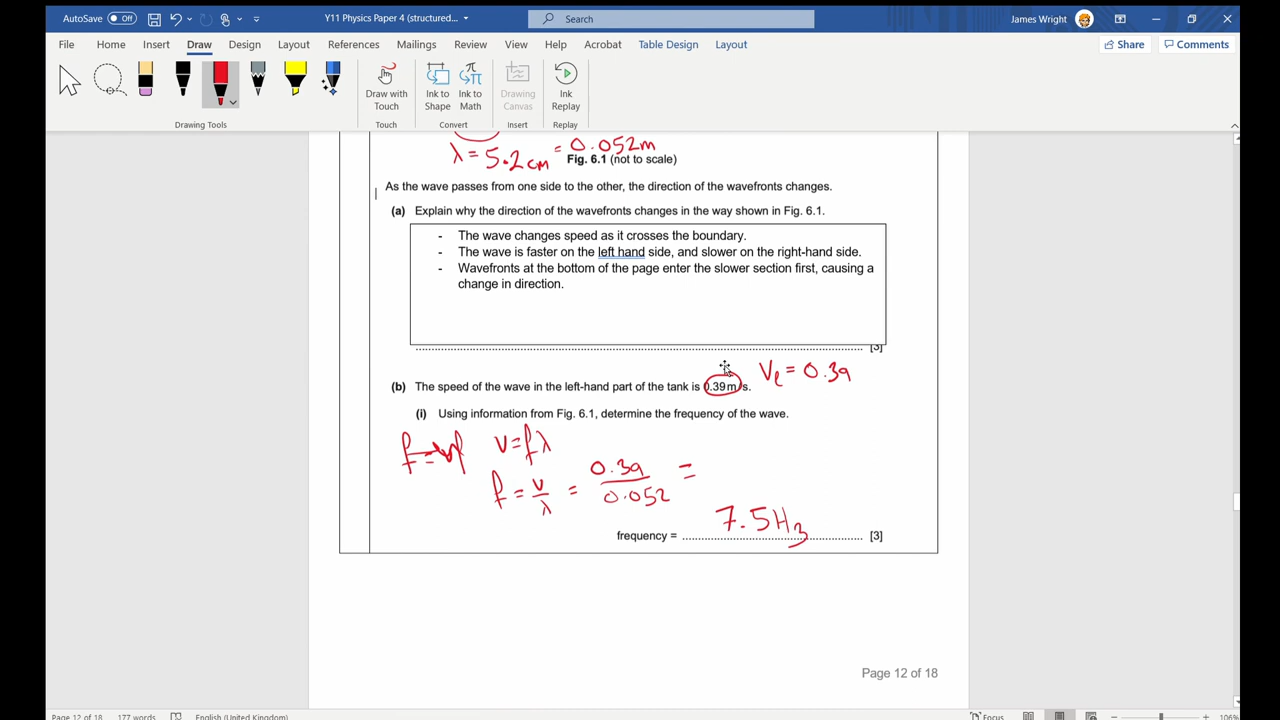 AutoSave Off Y11 Physics Paper 4 (structured... Search James Wright
File Home Insert Draw Design Layout References Mailings Review View Help Acrobat Table Design Layout Share Comments
Draw with Touch
Ink to Shape
Ink to Math
Drawing Canvas
Ink Replay
Drawing Tools Touch Convert Insert Replay
λ = 5.2 cm = 0.052m
Fig. 6.1 (not to scale)
As the wave passes from one side to the other, the direction of the wavefronts changes.
(a) Explain why the direction of the wavefronts changes in the way shown in Fig. 6.1.
- The wave changes speed as it crosses the boundary.
- The wave is faster on the left hand side, and slower on the right-hand side.
- Wavefronts at the bottom of the page enter the slower section first, causing a
change in direction.
[3]
(b) The speed of the wave in the left-hand part of the tank is 0.39 m/s. Vℓ = 0.39
(i) Using information from Fig. 6.1, determine the frequency of the wave.
v = fλ
f = v/λ = 0.39/0.052 =
7.5Hz
frequency = .......... [3]
Page 12 of 18
Page 12 of 18 177 words English (United Kingdom) Focus 106%